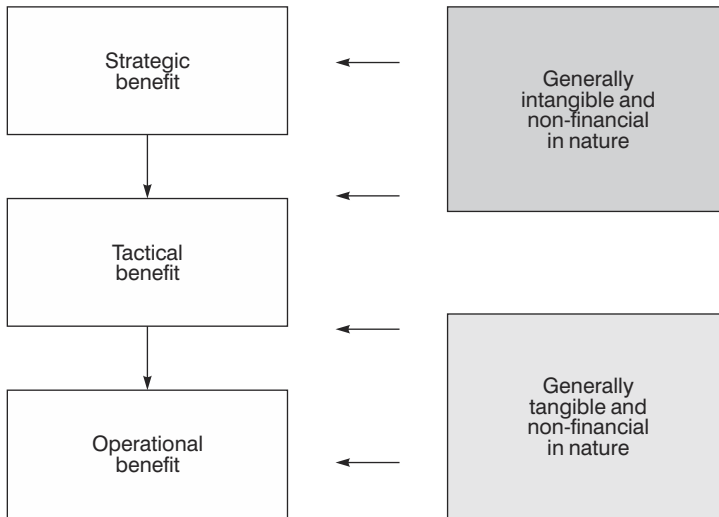 Strategic
benefit
Generally
intangible and
non-financial
in nature
Tactical
benefit
Generally
tangible and
non-financial
in nature
Operational
benefit